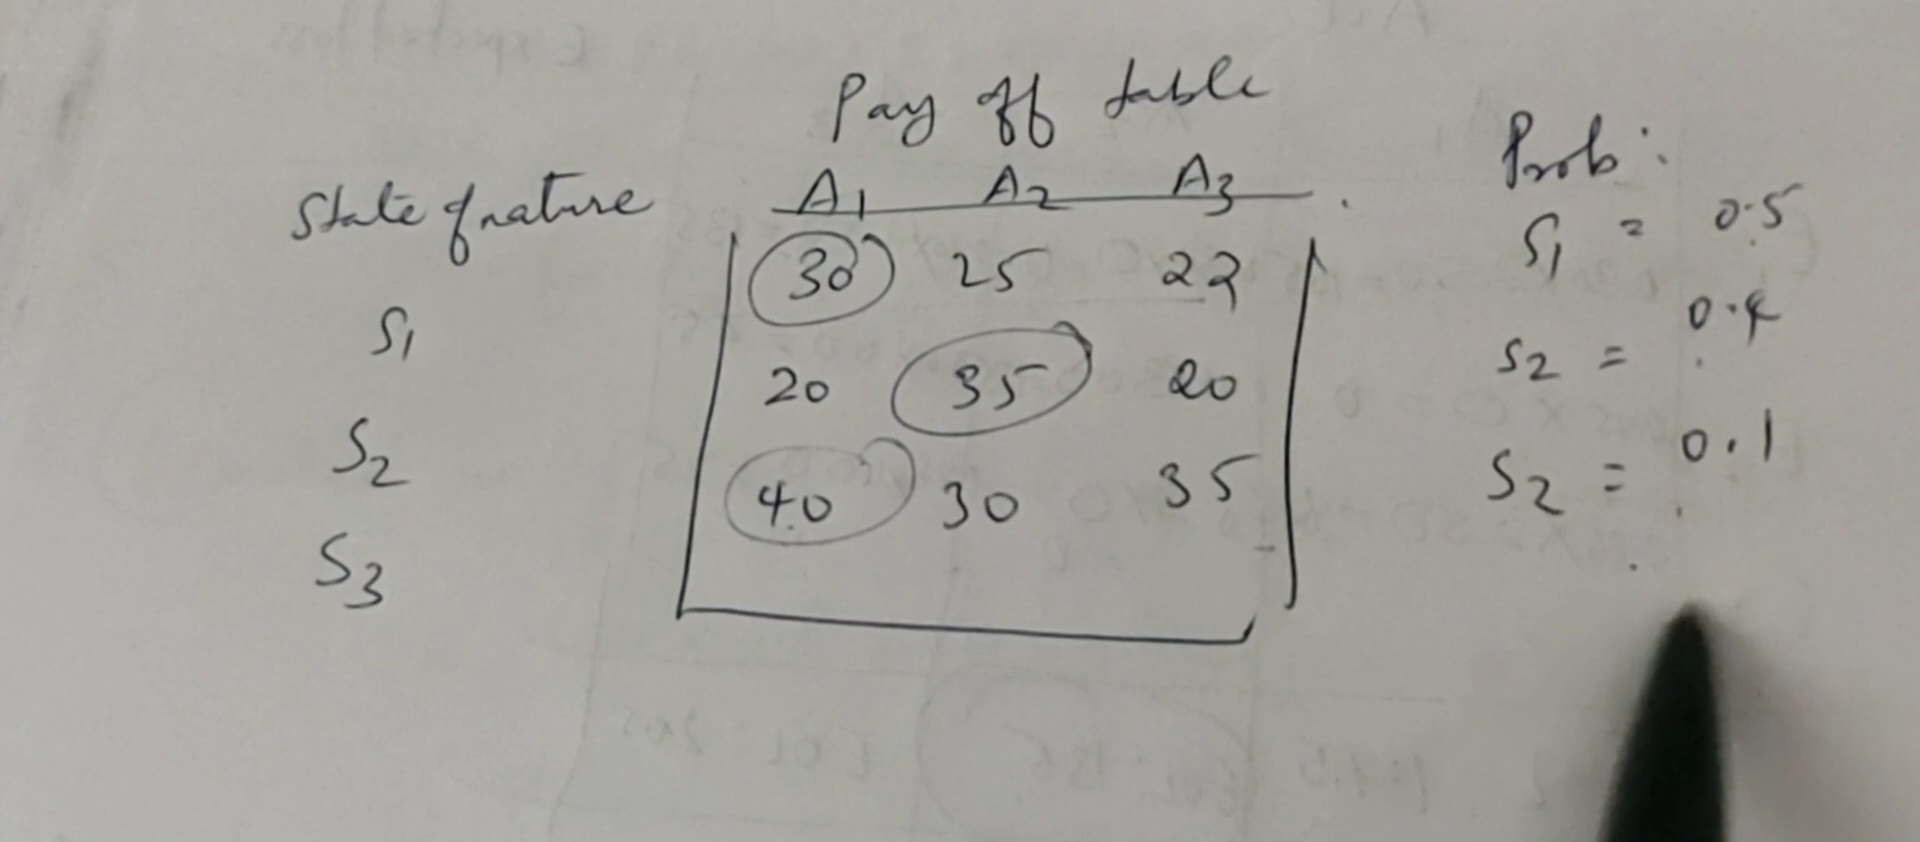 Pay off table
State of nature A1 A2 A3
Prob:
S1 30 25 22
S1 = 0.5
S2 20 35 20
S2 = 0.4
S3 40 30 35
S2 = 0.1